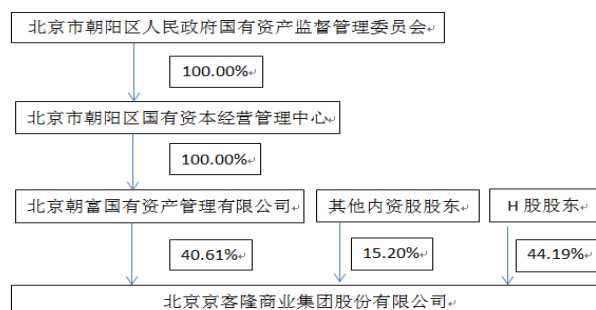 北京市朝阳区人民政府国有资产监督管理委员会
100.00%
北京市朝阳区国有资本经营管理中心
100.00%
北京朝富国有资产管理有限公司
其他内资股股东
H 股股东
40.61%
15.20%
44.19%
北京京客隆商业集团股份有限公司